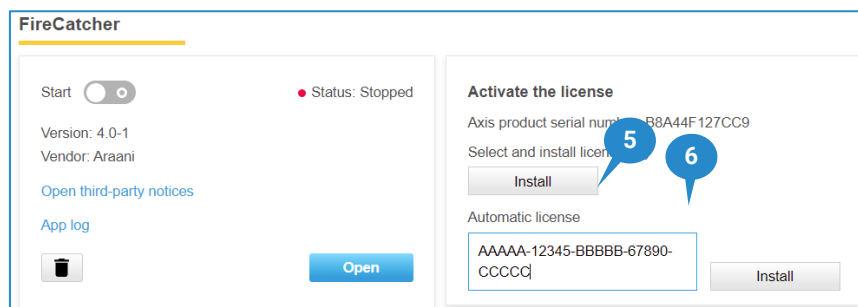 FireCatcher
Start
Status: Stopped
Version: 4.0-1
Vendor: Araani
Open third-party notices
App log
Open
Activate the license
Axis product serial num B8A44F127CC9
5
6
Select and install licen
Install
Automatic license
AAAAA-12345-BBBBB-67890-
CCCCC
Install